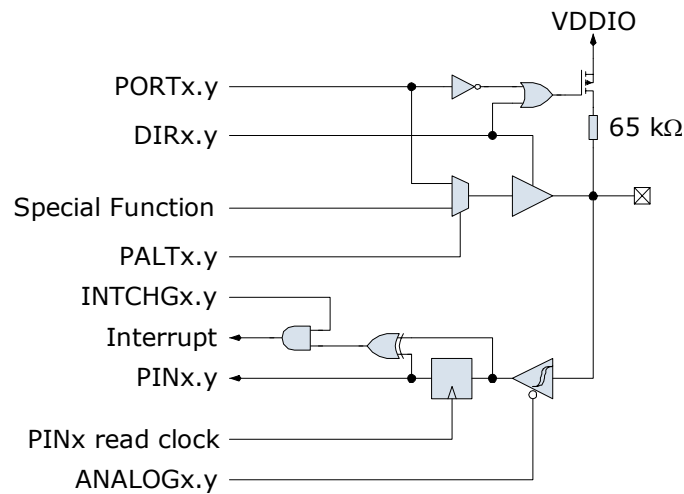 VDDIO
PORTx.y
DIRx.y
65 kΩ
Special Function
PALTx.y
INTCHGx.y
Interrupt
PINx.y
PINx read clock
ANALOGx.y